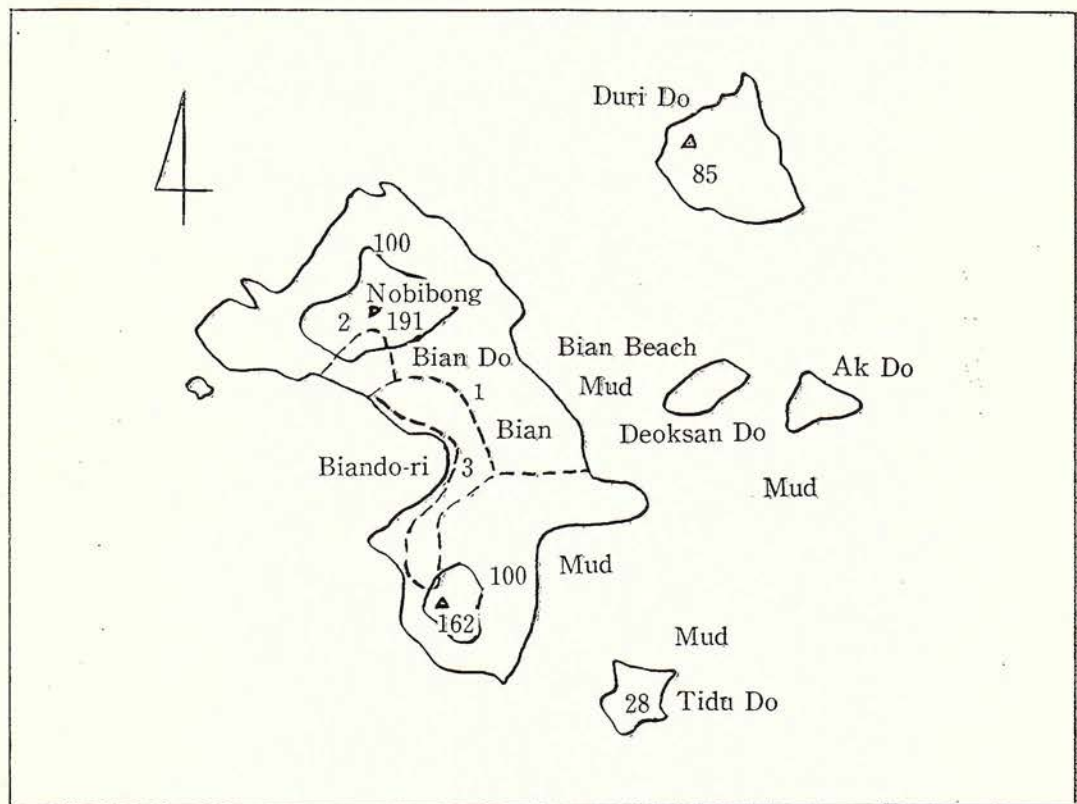 Duri Do
85
100
Nobibong
2
191
Bian Do
Bian Beach
Mud
Ak Do
1
Deoksan Do
Bian
Biando-ri
3
Mud
Mud
100
162
Mud
28
Tidu Do